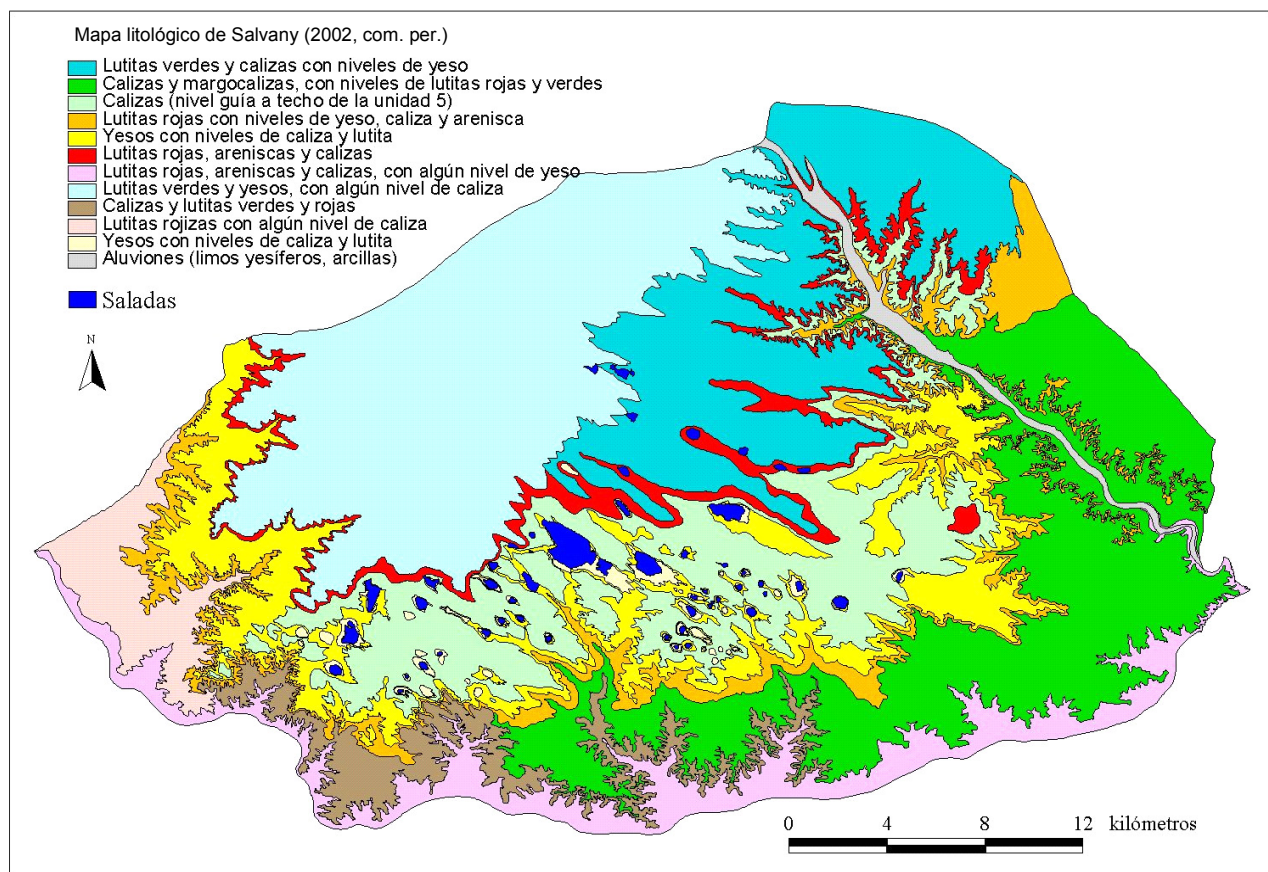 Mapa litológico de Salvany (2002, com. per.)
Lutitas verdes y calizas con niveles de yeso
Calizas y margocalizas, con niveles de lutitas rojas y verdes
Calizas (nivel guía a techo de la unidad 5)
Lutitas rojas con niveles de yeso, caliza y arenisca
Yesos con niveles de caliza y lutita
Lutitas rojas, areniscas y calizas
Lutitas rojas, areniscas y calizas, con algún nivel de yeso
Lutitas verdes y yesos, con algún nivel de caliza
Calizas y lutitas verdes y rojas
Lutitas rojizas con algún nivel de caliza
Yesos con niveles de caliza y lutita
Aluviones (limos yesíferos, arcillas)
Saladas
N
0 4 8 12 kilómetros